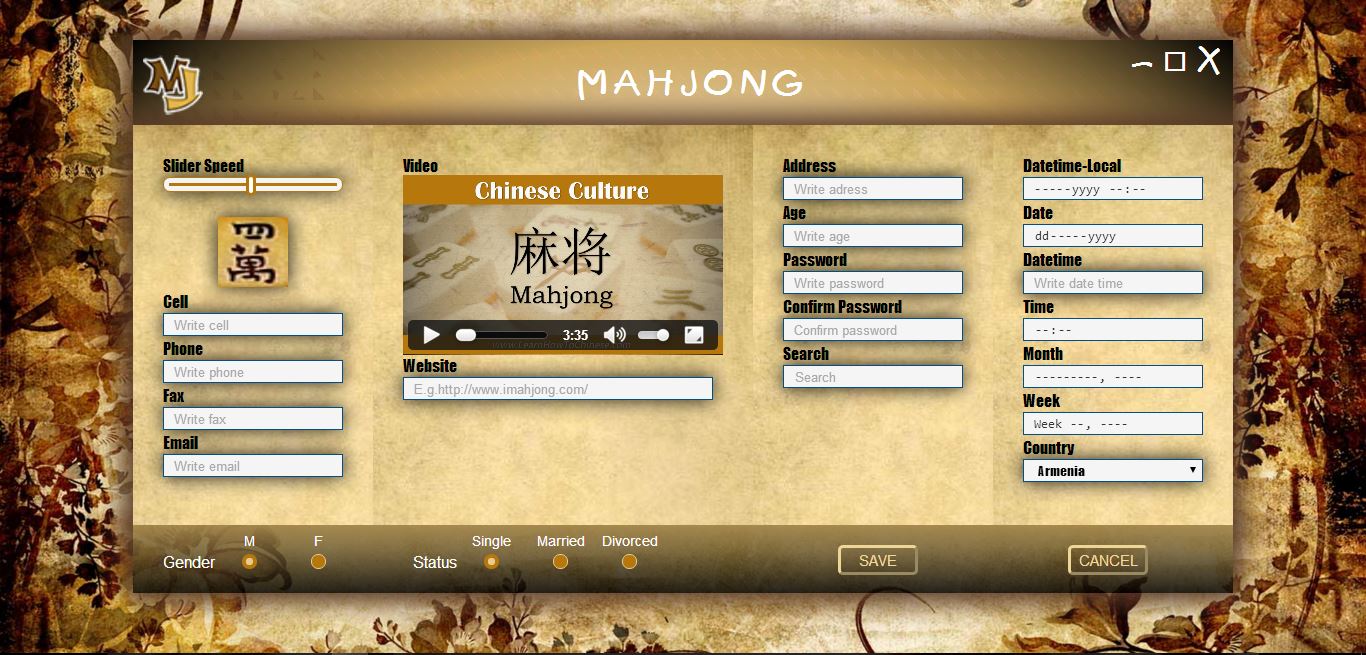 MJ
MAHJONG
Slider Speed
四
萬
Cell
Write cell
Phone
Write phone
Fax
Write fax
Email
Write email
Video
Chinese Culture
麻将
Mahjong
3:35
www.LearnHowToChinese.com
Website
E.g.http://www.imahjong.com/
Address
Write adress
Age
Write age
Password
Write password
Confirm Password
Confirm password
Search
Search
Datetime-Local
-----yyyy --:--
Date
dd-----yyyy
Datetime
Write date time
Time
--:--
Month
---------, ----
Week
Week --, ----
Country
Armenia
Gender
M
F
Status
Single
Married
Divorced
SAVE
CANCEL